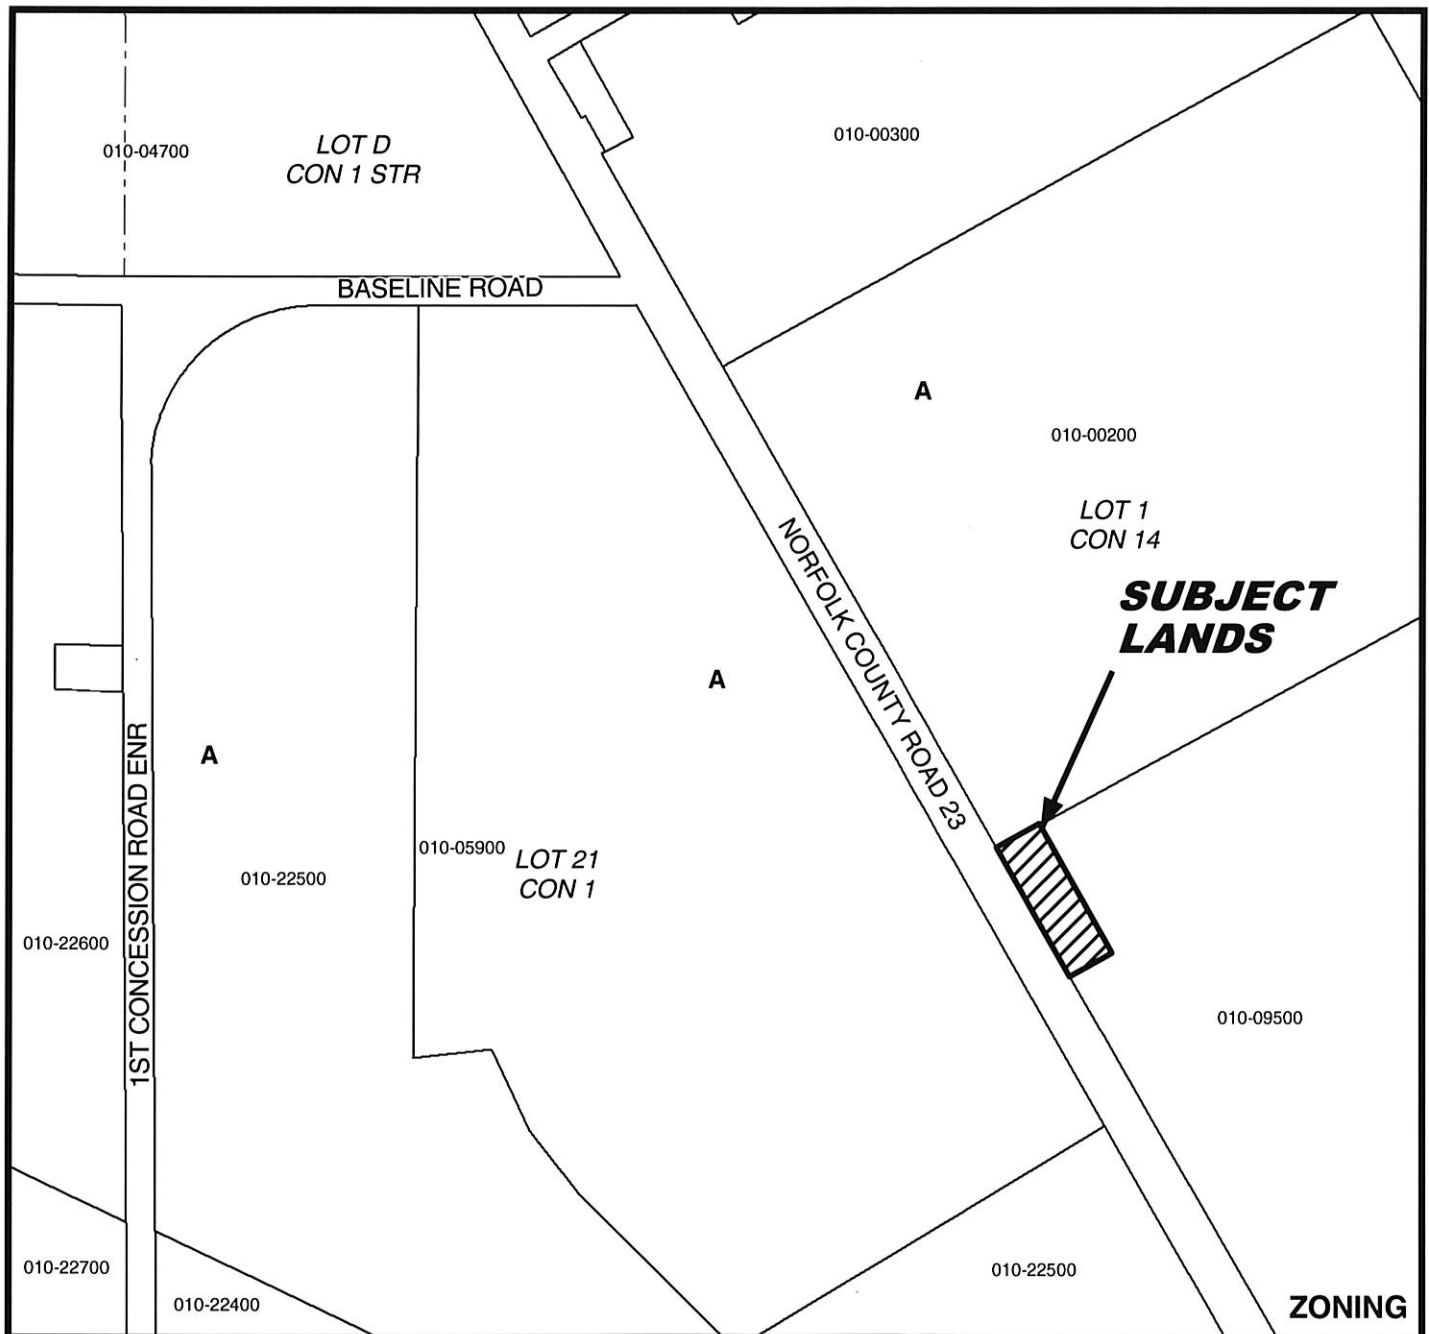 010-04700
LOT D
CON 1 STR
010-00300
BASELINE ROAD
A
010-00200
LOT 1
CON 14
NORFOLK COUNTY ROAD 23
SUBJECT
LANDS
A
A
1ST CONCESSION ROAD ENR
010-05900
LOT 21
CON 1
010-22500
010-22600
010-09500
010-22700
010-22500
010-22400
ZONING